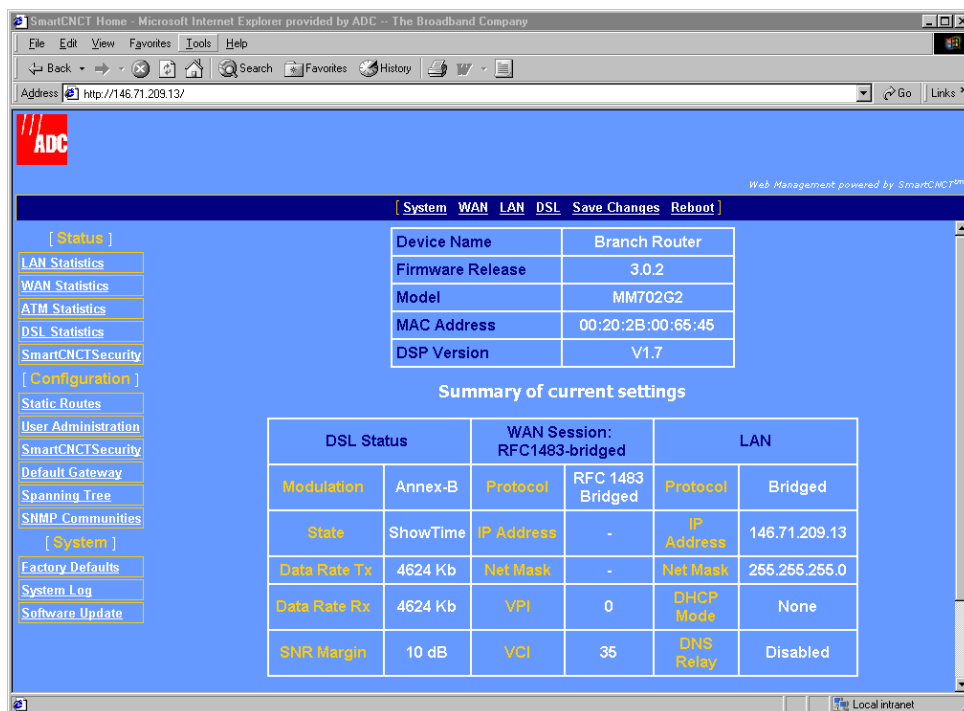 SmartCNCT Home - Microsoft Internet Explorer provided by ADC -- The Broadband Company
File Edit View Favorites Tools Help
Back Search Favorites History
Address http://146.71.209.13/ Go Links
ADC
Web Management powered by SmartCNCTtm
[ System WAN LAN DSL Save Changes Reboot ]
[ Status ]
LAN Statistics
WAN Statistics
ATM Statistics
DSL Statistics
SmartCNCTSecurity
[ Configuration ]
Static Routes
User Administration
SmartCNCTSecurity
Default Gateway
Spanning Tree
SNMP Communities
[ System ]
Factory Defaults
System Log
Software Update
Device Name Branch Router
Firmware Release 3.0.2
Model MM702G2
MAC Address 00:20:2B:00:65:45
DSP Version V1.7
Summary of current settings
DSL Status WAN Session: RFC1483-bridged LAN
Modulation Annex-B Protocol RFC 1483 Bridged Protocol Bridged
State ShowTime IP Address - IP Address 146.71.209.13
Data Rate Tx 4624 Kb Net Mask - Net Mask 255.255.255.0
Data Rate Rx 4624 Kb VPI 0 DHCP Mode None
SNR Margin 10 dB VCI 35 DNS Relay Disabled
Local intranet